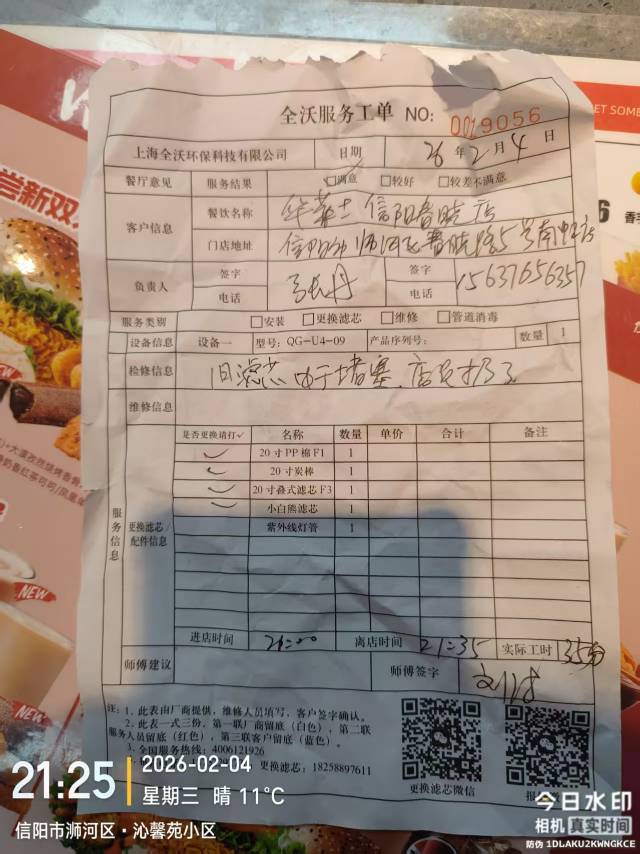 全沃服务工单 NO: 0019056
上海全沃环保科技有限公司 日期 26年2月4日
餐厅意见 服务结果 □满意 □较好 □较差不满意
客户信息 餐饮名称 华莱士信阳春晓店
门店地址 信阳市浉河区春晓路5号南
负责人 签字 签字
电话 电话 15637656357
服务类别 □安装 □更换滤芯 □维修 □管道消毒
设备信息 设备一 型号: QG-U4-09 产品序列号: 数量 1
检修信息 旧滤芯由于堵塞.店员扔了
维修信息
服务信息 更换滤芯/配件信息
是否更换请打✓ 名称 数量 单价 合计 备注
✓ 20寸PP棉F1 1
✓ 20寸炭棒 1
✓ 20寸叠式滤芯F3 1
✓ 小白熊滤芯 1
紫外线灯管 1
进店时间 21:00 离店时间 21:35 实际工时 35分
师傅建议 师傅签字
注: 1、此表由厂商提供,维修人员填写,客户签字确认。
2、此表一式三份,第一联厂商留底(白色),第二联
服务人员留底(红色),第三联客户留底(蓝色)。
3、全国服务热线: 4006121926
更换滤芯: 18258897611
更换滤芯微信
21:25
2026-02-04
星期三 晴 11℃
信阳市浉河区·沁馨苑小区
今日水印
相机 真实时间
防伪 1DLAKU2KWNGKCE
尝新双
NEW
NEW
ET SOME